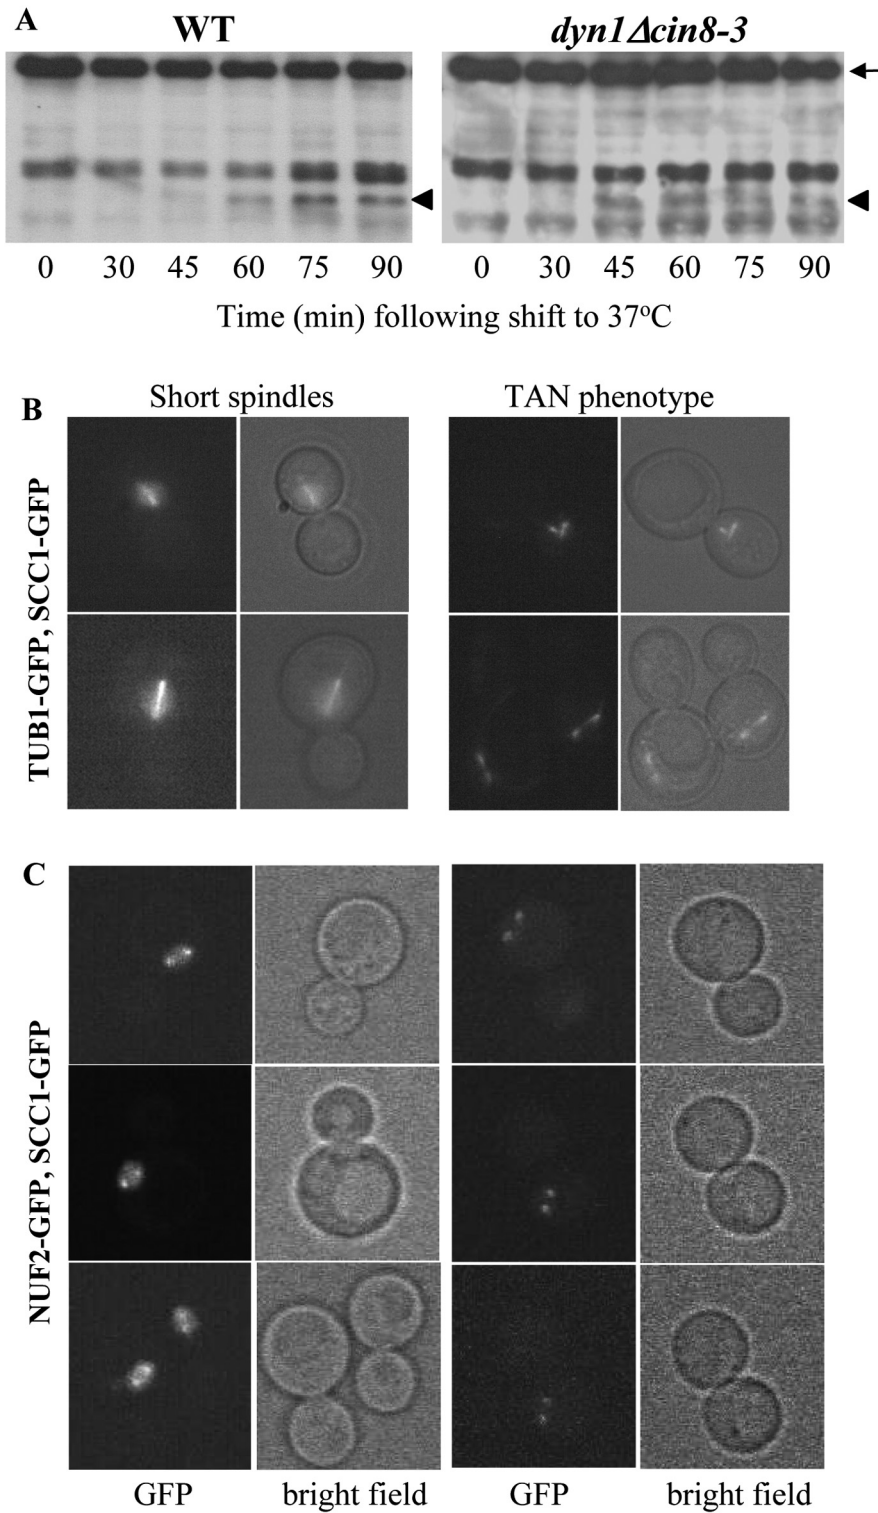 A
WT
dyn1Δcin8-3
0 30 45 60 75 90
0 30 45 60 75 90
Time (min) following shift to 37ºC
B
Short spindles
TAN phenotype
TUB1-GFP, SCC1-GFP
C
NUF2-GFP, SCC1-GFP
GFP
bright field
GFP
bright field